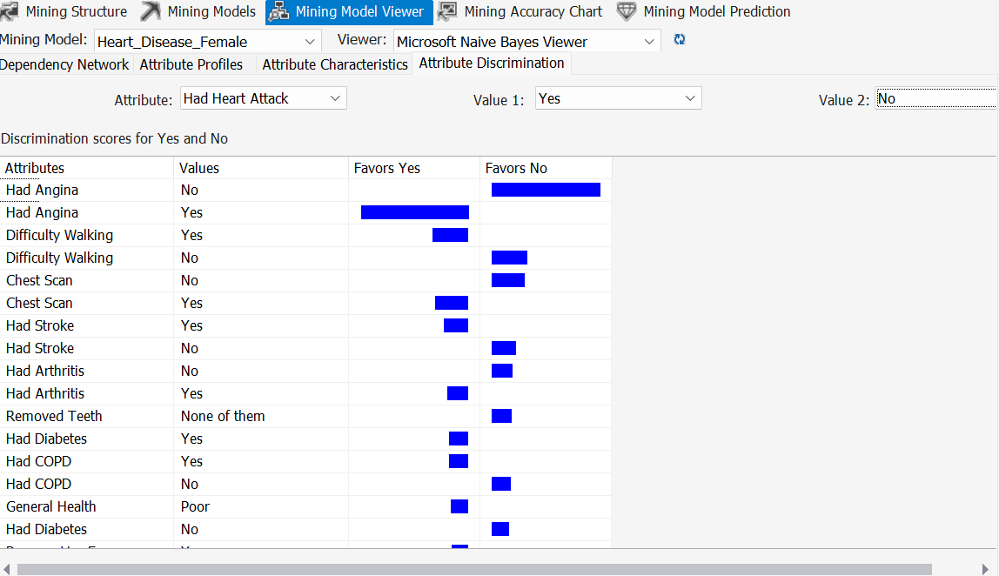 Mining Structure Mining Models Mining Model Viewer Mining Accuracy Chart Mining Model Prediction
Mining Model: Heart_Disease_Female Viewer: Microsoft Naive Bayes Viewer
Dependency Network Attribute Profiles Attribute Characteristics Attribute Discrimination
Attribute: Had Heart Attack Value 1: Yes Value 2: No
Discrimination scores for Yes and No
Attributes Values Favors Yes Favors No
Had Angina No
Had Angina Yes
Difficulty Walking Yes
Difficulty Walking No
Chest Scan No
Chest Scan Yes
Had Stroke Yes
Had Stroke No
Had Arthritis No
Had Arthritis Yes
Removed Teeth None of them
Had Diabetes Yes
Had COPD Yes
Had COPD No
General Health Poor
Had Diabetes No